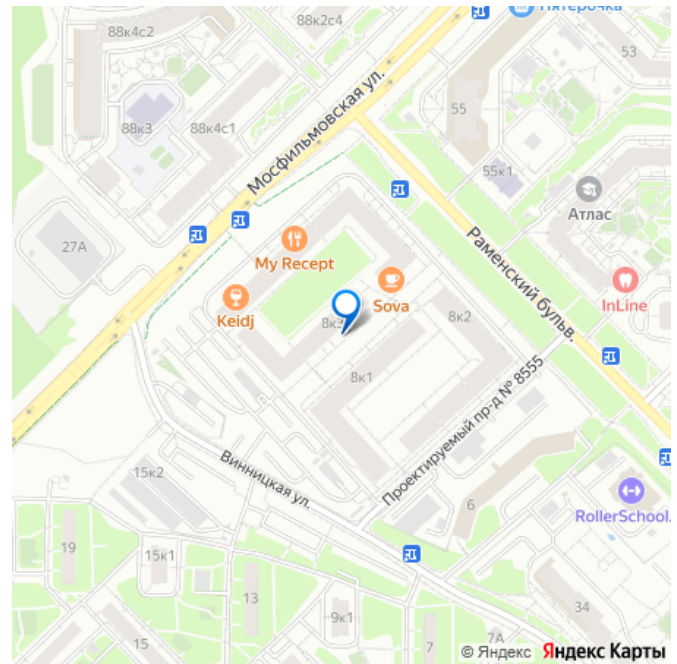 88к4с2
88к2с4
Пятёрочка
53
55
88к3
88к4с1
Мосфильмовская ул.
55к1
Атлас
27А
My Recept
Раменский бульв.
InLine
Keidj
Sova
8к2
8к1
Проектируемый пр-д № 8555
Винницкая ул.
15к2
6
RollerSchool.
19
15к1
13
9к1
34
15
7
7А
© Яндекс Яндекс Карты